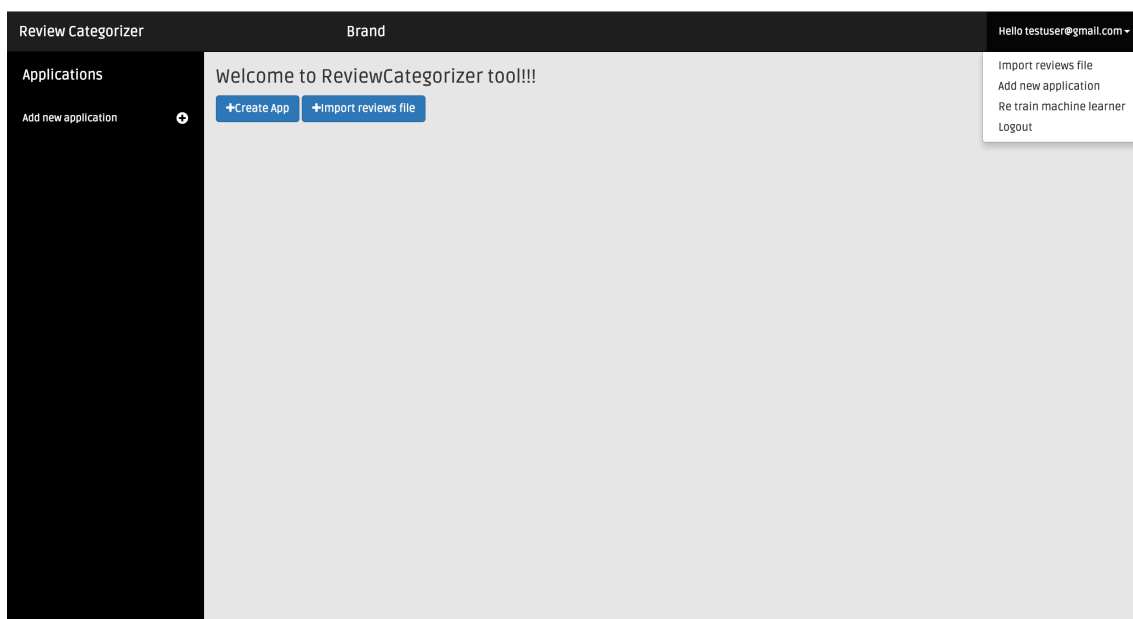 Review Categorizer
Brand
Hello testuser@gmail.com
Applications
Add new application
Welcome to ReviewCategorizer tool!!!
+Create App
+Import reviews file
Import reviews file
Add new application
Re train machine learner
Logout